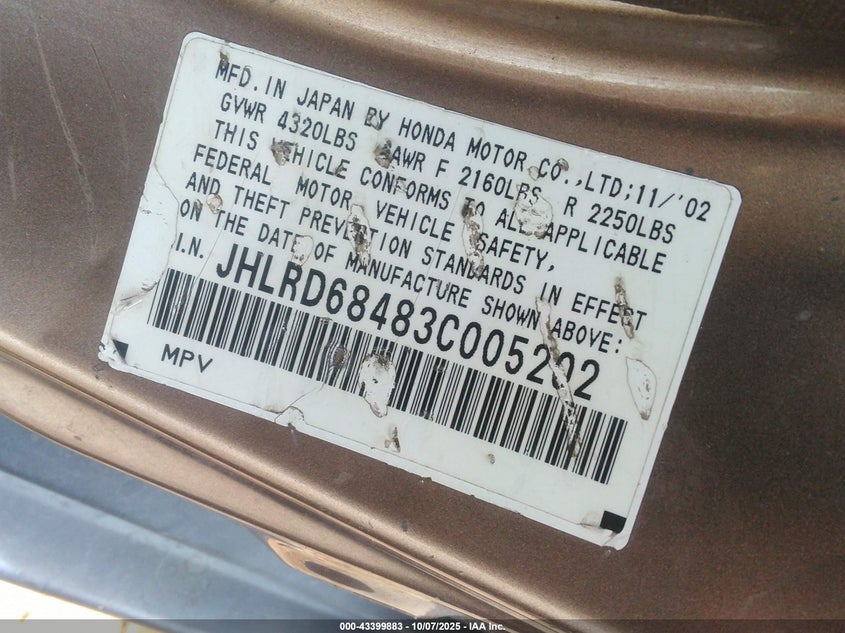 MFD. IN JAPAN BY HONDA MOTOR CO.,LTD;11/'02
GVWR 4320LBS GAWR F 2160LBS R 2250LBS
THIS VEHICLE CONFORMS TO ALL APPLICABLE
FEDERAL MOTOR VEHICLE SAFETY,
AND THEFT PREVENTION STANDARDS IN EFFECT
ON THE DATE OF MANUFACTURE SHOWN ABOVE:
I.N. JHLRD68483C005202
MPV
000-43399883 - 10/07/2025 - IAA Inc.